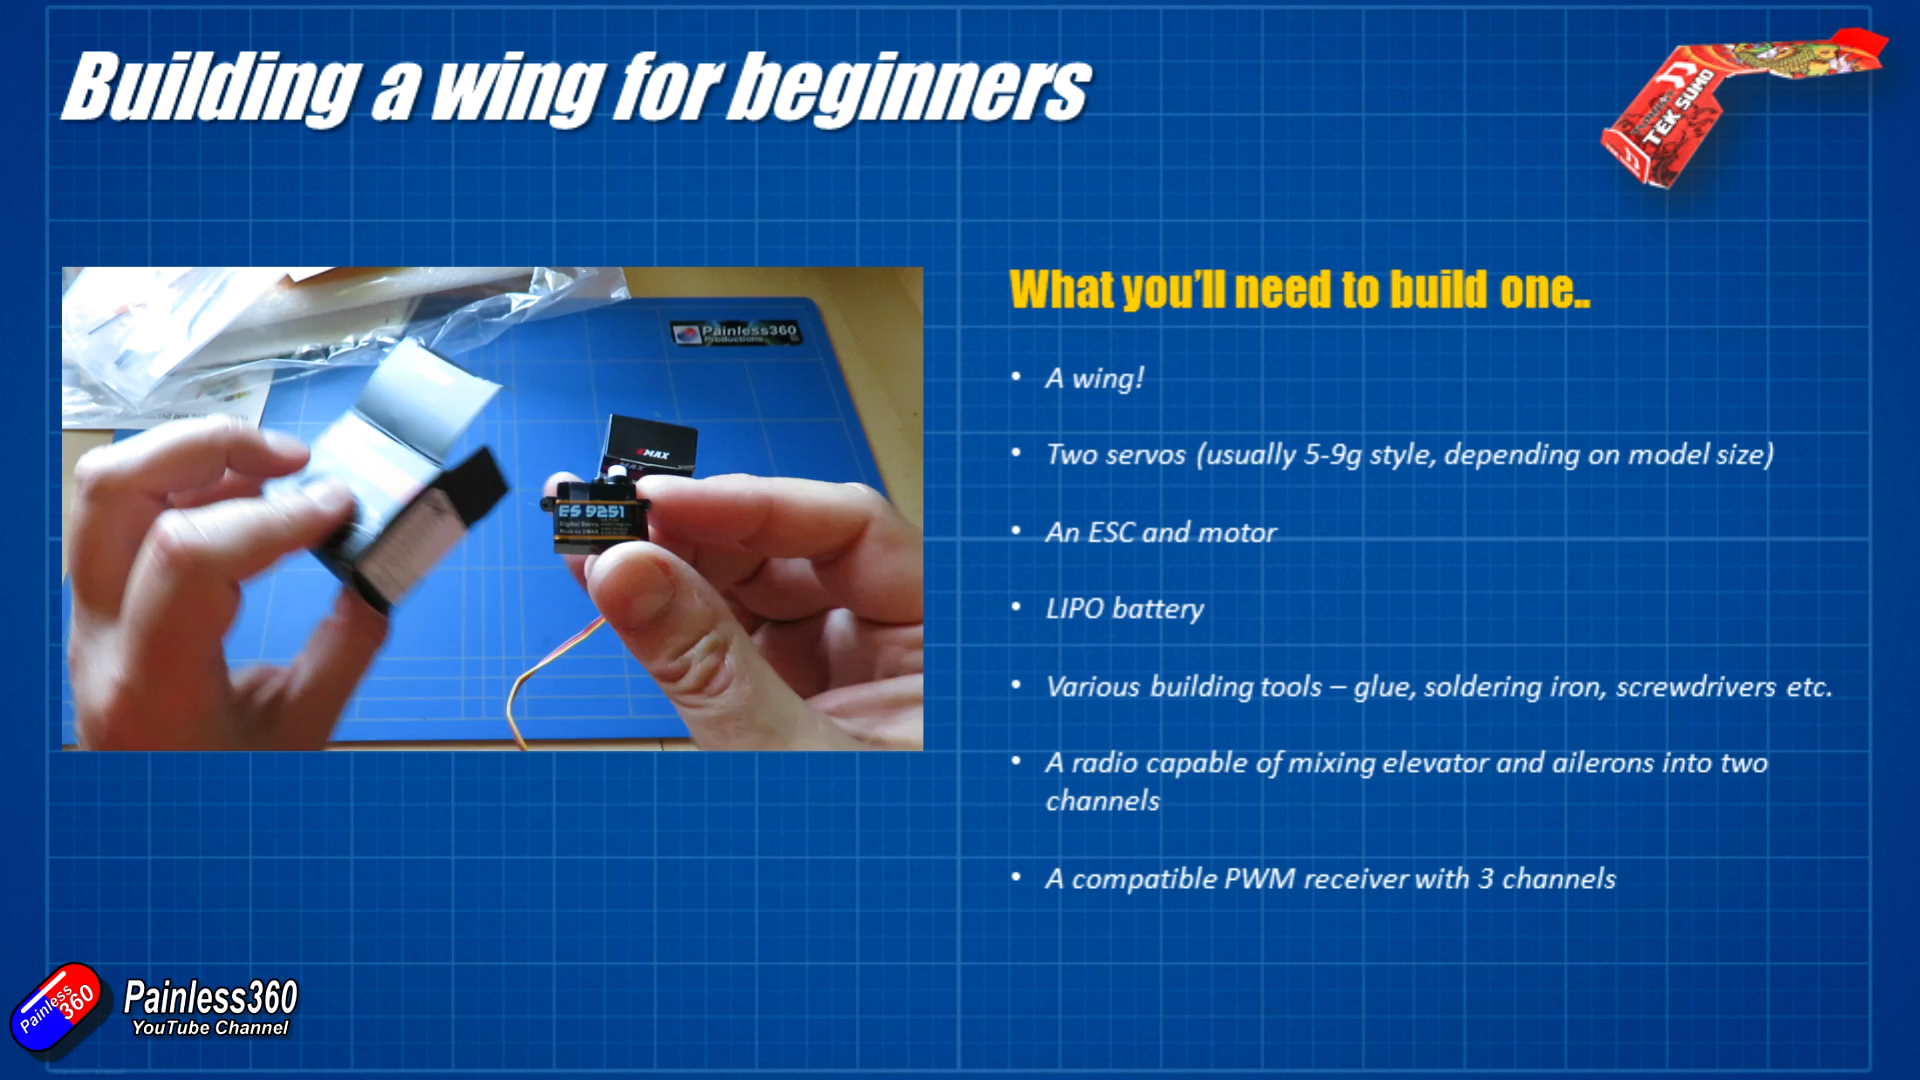 Building a wing for beginners
TEK SUMO
What you'll need to build one..
Painless360
Productions
• A wing!
EMAX
• Two servos (usually 5-9g style, depending on model size)
ES 9251
Digital Servo
• An ESC and motor
• LIPO battery
• Various building tools – glue, soldering iron, screwdrivers etc.
• A radio capable of mixing elevator and ailerons into two
channels
• A compatible PWM receiver with 3 channels
Painless
360
Painless360
YouTube Channel